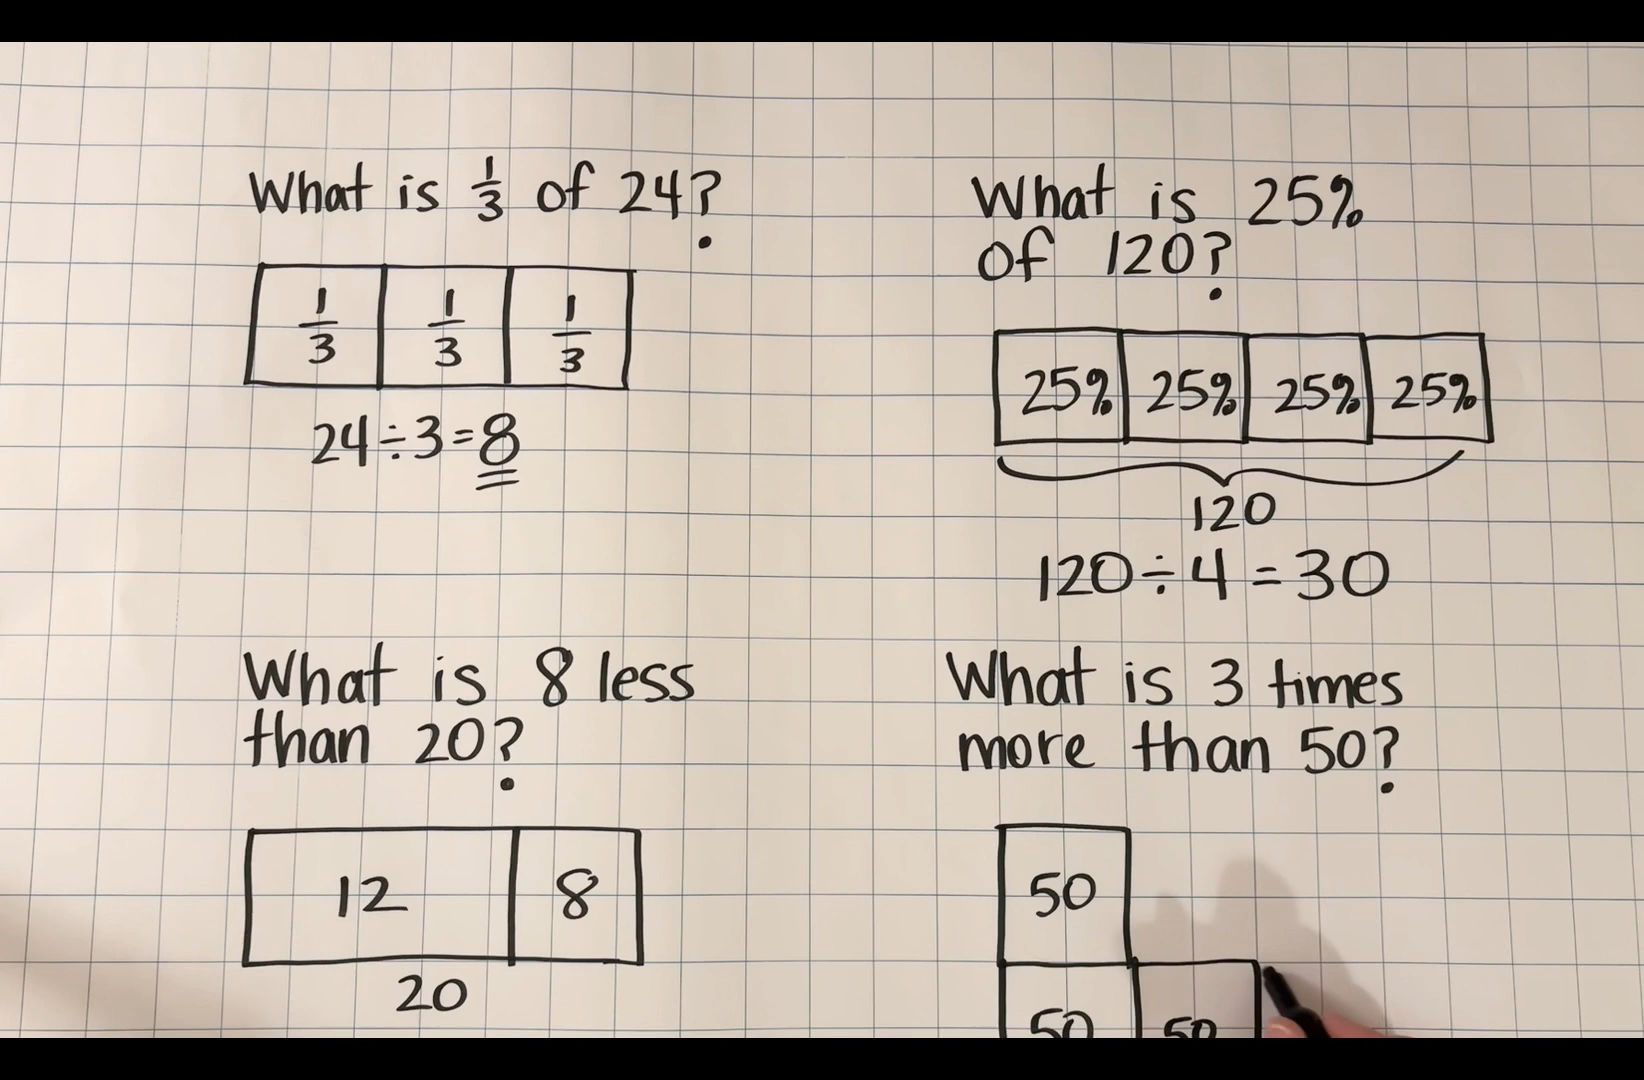 What is 1/3 of 24?
1/3 1/3 1/3
24÷3=8
What is 25%
of 120?
25% 25% 25% 25%
120
120÷4=30
What is 8 less
than 20?
12 8
20
What is 3 times
more than 50?
50
50 50